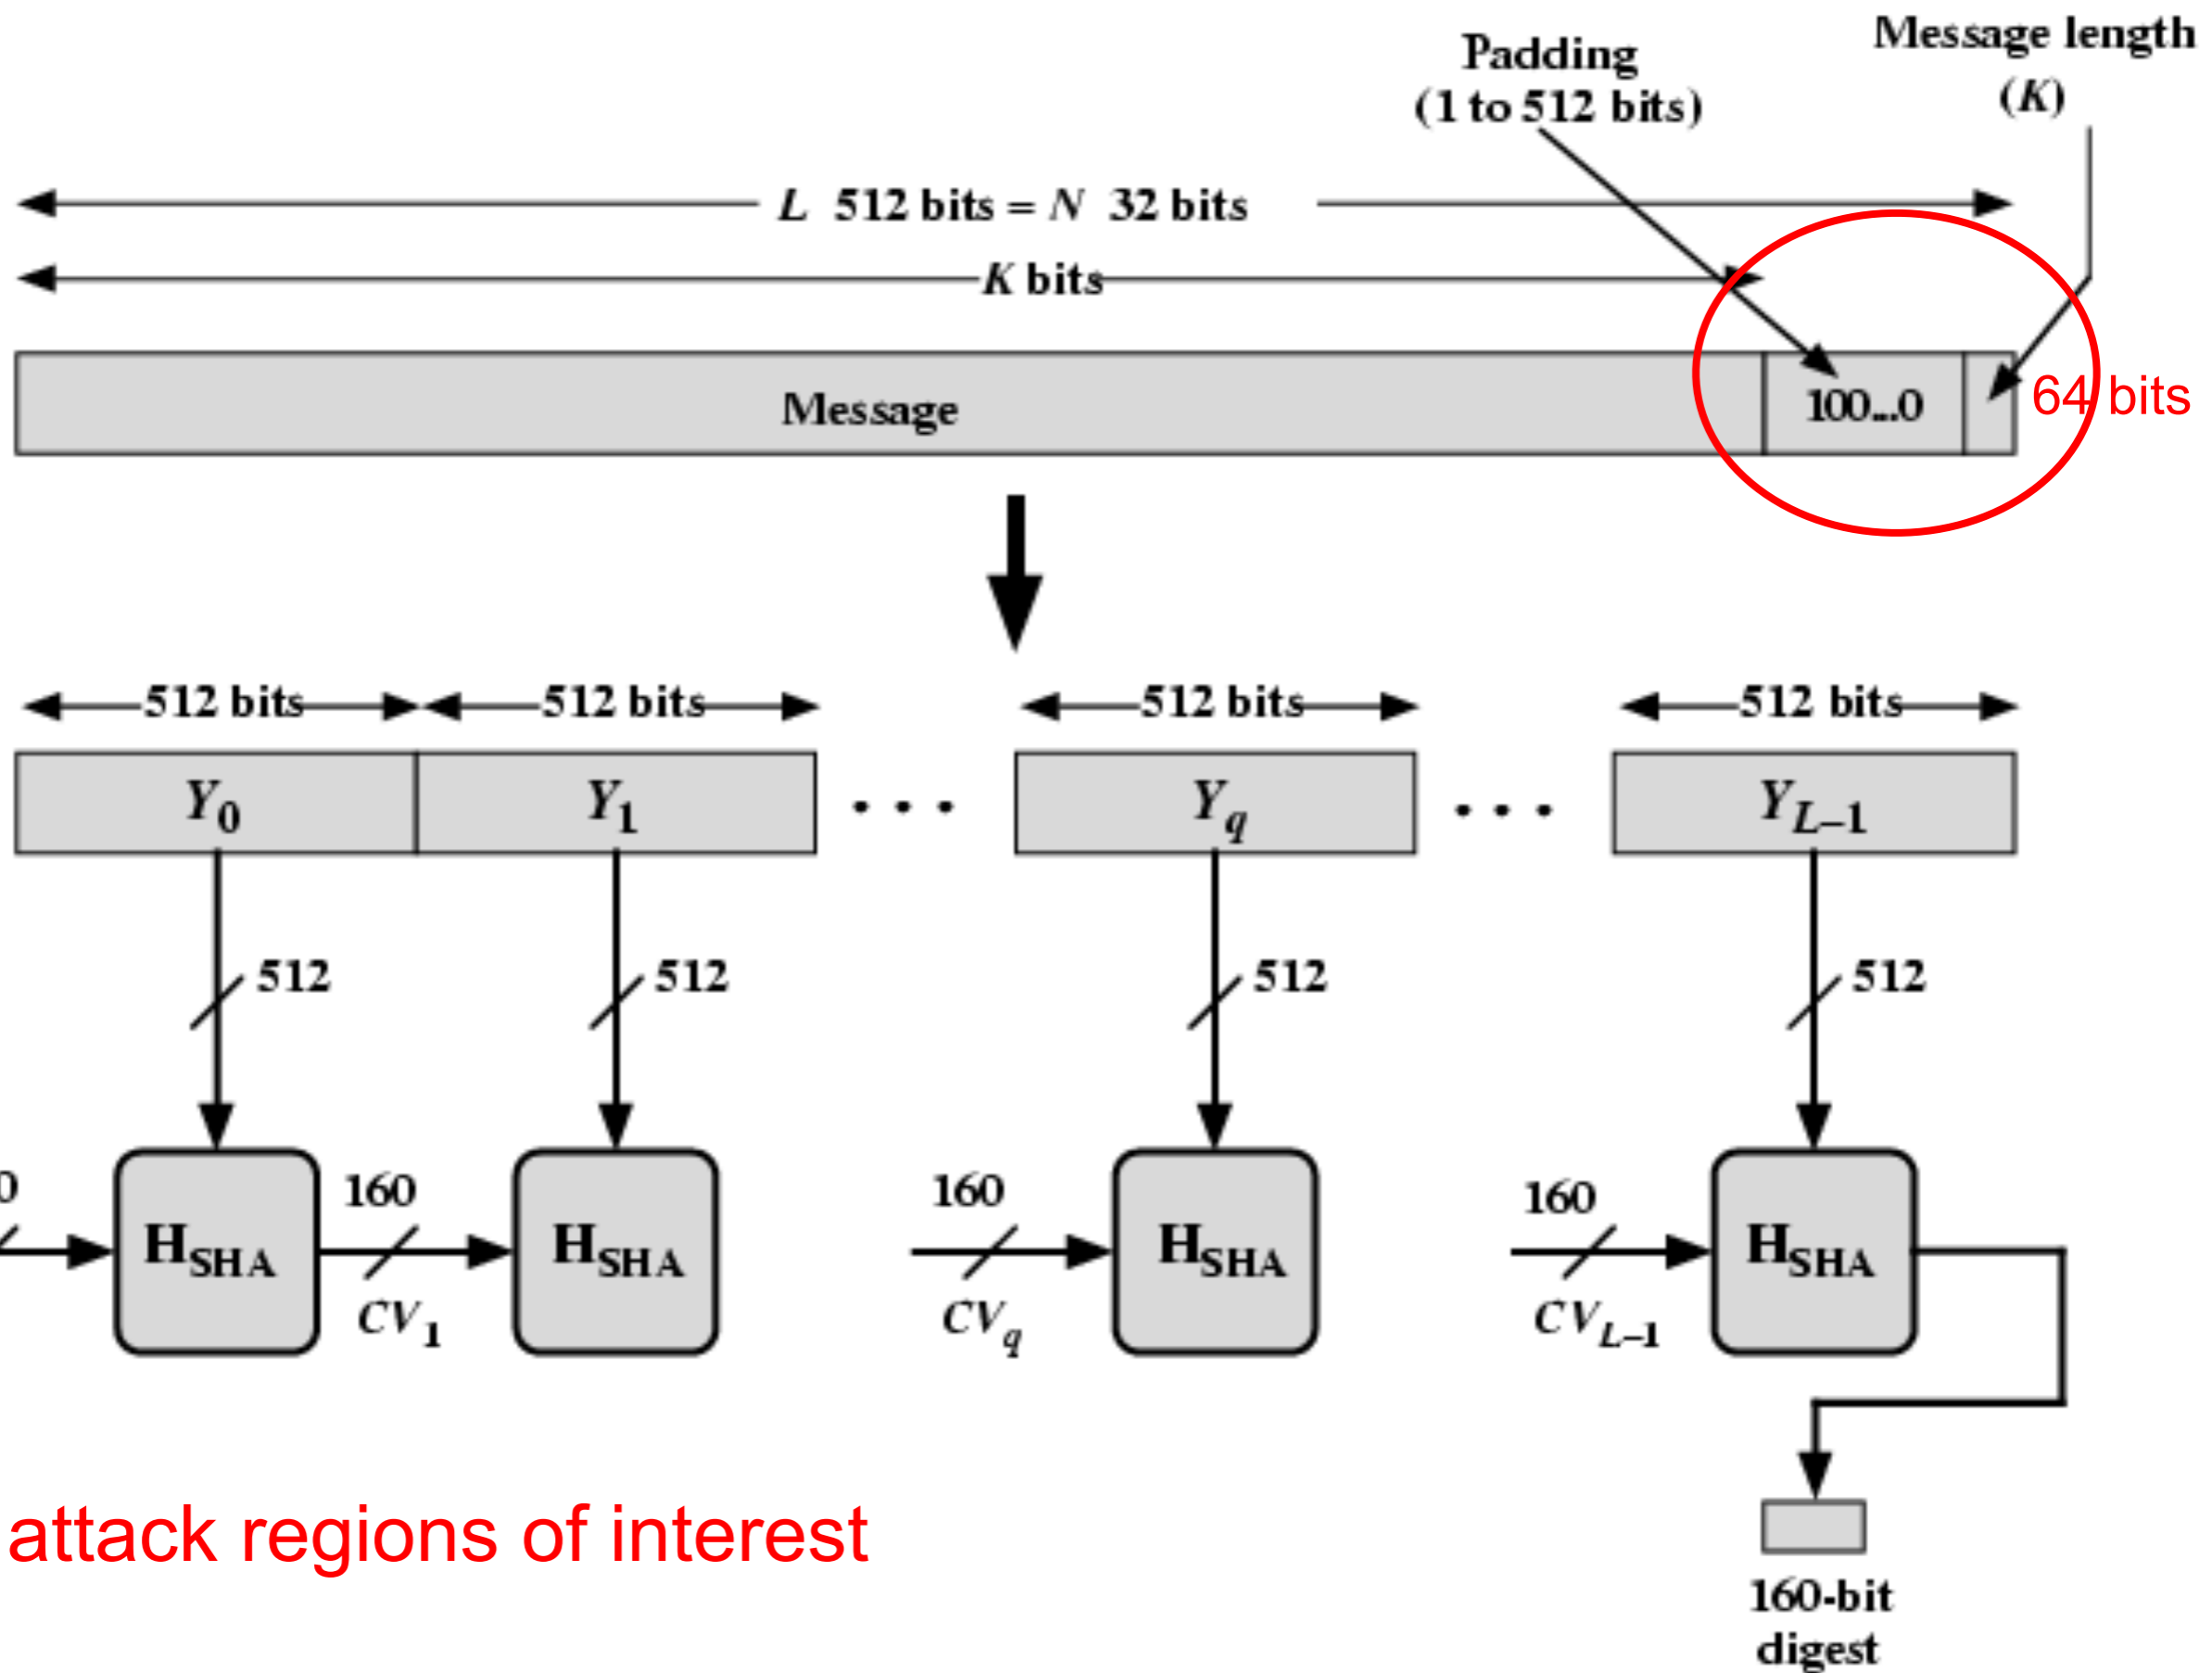 Message length
(K)
Padding
(1 to 512 bits)
L 512 bits = N 32 bits
K bits
Message
100...0
64 bits
512 bits
512 bits
512 bits
512 bits
Y0
Y1
. . .
Yq
. . .
YL–1
512
512
512
512
0
160
160
160
HSHA
HSHA
HSHA
HSHA
CV1
CVq
CVL–1
attack regions of interest
160-bit
digest